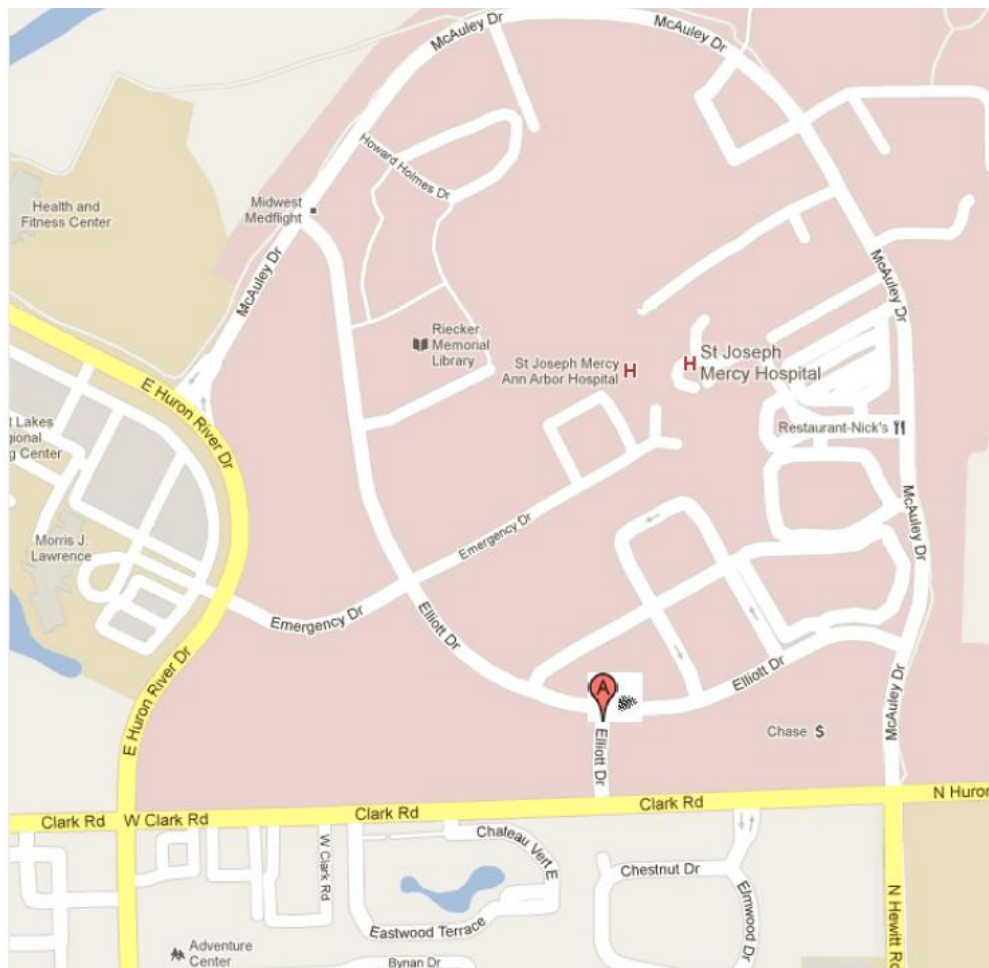 McAuley Dr
McAuley Dr
Howard Holmes Dr
Health and
Fitness Center
Midwest
Medflight
McAuley Dr
McAuley Dr
Riecker
Memorial
Library
St Joseph Mercy
Ann Arbor Hospital
H
H
St Joseph
Mercy Hospital
E Huron River Dr
t Lakes
gional
g Center
Restaurant-Nick's
McAuley Dr
Morris J.
Lawrence
Emergency Dr
Emergency Dr
Elliott Dr
Elliott Dr
A
E Huron River Dr
McAuley Dr
Elliott Dr
Chase $
Clark Rd
W Clark Rd
Clark Rd
Clark Rd
N Huron
W Clark Rd
Chateau Vert E
Chestnut Dr
Elmwood Dr
N Hewitt Rd
Eastwood Terrace
Adventure
Center
Bynan Dr